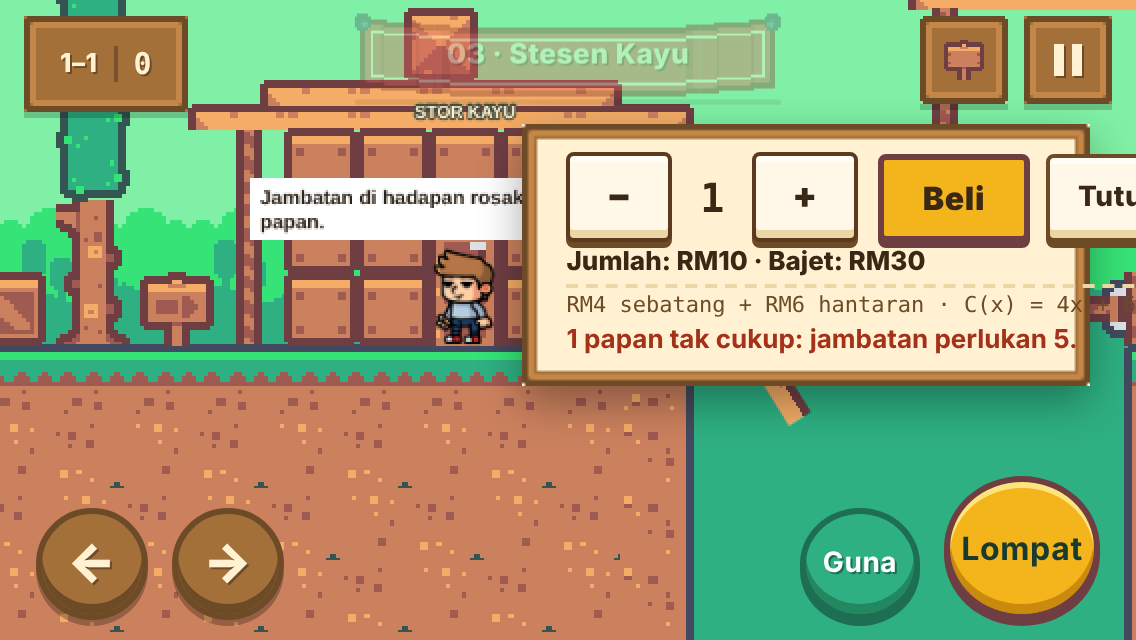 1–1 | 0
03 · Stesen Kayu
STOR KAYU
Jambatan di hadapan rosak
papan.
− 1 + Beli Tutu
Jumlah: RM10 · Bajet: RM30
RM4 sebatang + RM6 hantaran · C(x) = 4x
1 papan tak cukup: jambatan perlukan 5.
Guna
Lompat